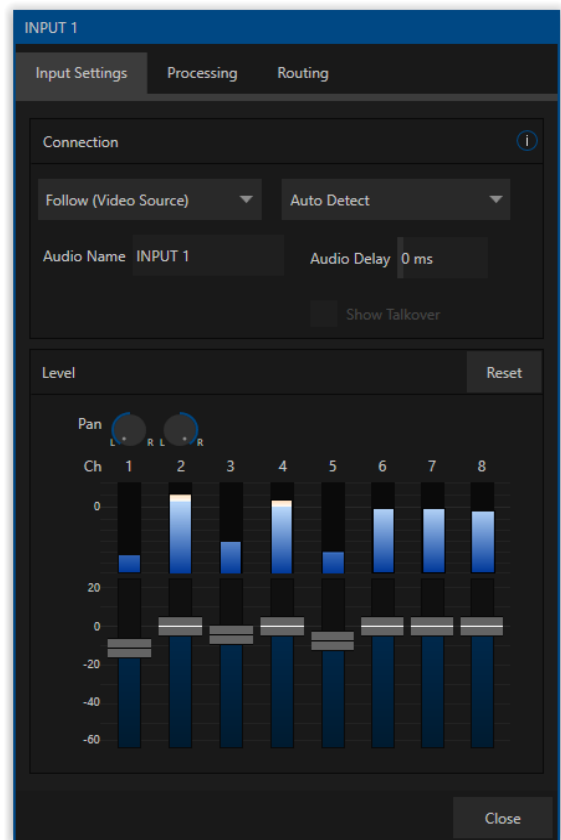 INPUT 1
Input Settings Processing Routing
Connection i
Follow (Video Source) Auto Detect
Audio Name INPUT 1 Audio Delay 0 ms
Show Talkover
Level Reset
Pan L R L R
Ch 1 2 3 4 5 6 7 8
0
20
0
-20
-40
-60
Close